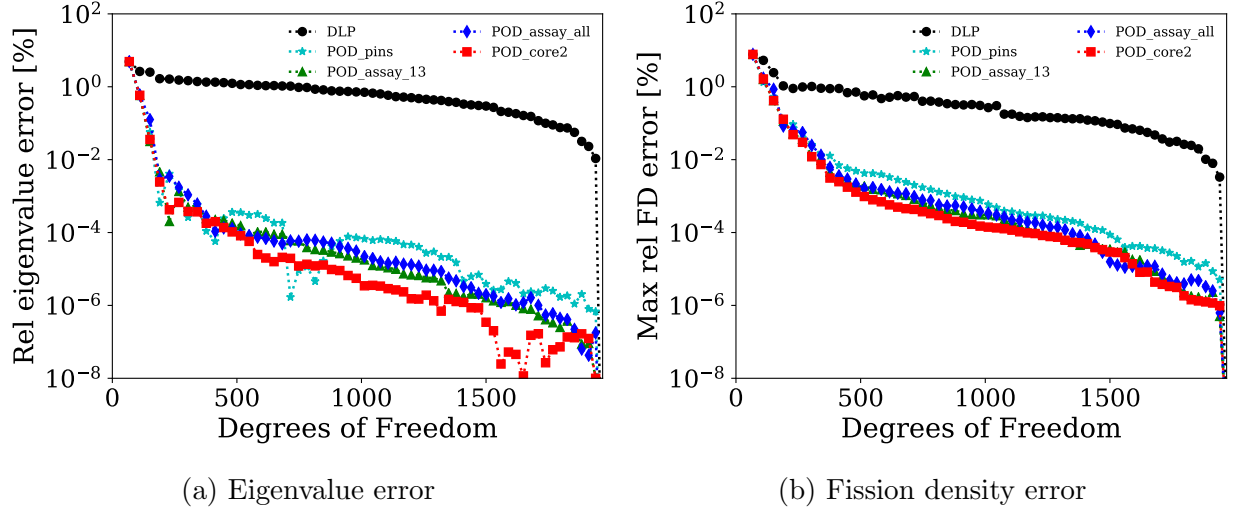 Rel eigenvalue error [%]
10^2
10^0
10^-2
10^-4
10^-6
10^-8
DLP
POD_pins
POD_assay_13
POD_assay_all
POD_core2
0 500 1000 1500
Degrees of Freedom
(a) Eigenvalue error
Max rel FD error [%]
10^2
10^0
10^-2
10^-4
10^-6
10^-8
DLP
POD_pins
POD_assay_13
POD_assay_all
POD_core2
0 500 1000 1500
Degrees of Freedom
(b) Fission density error